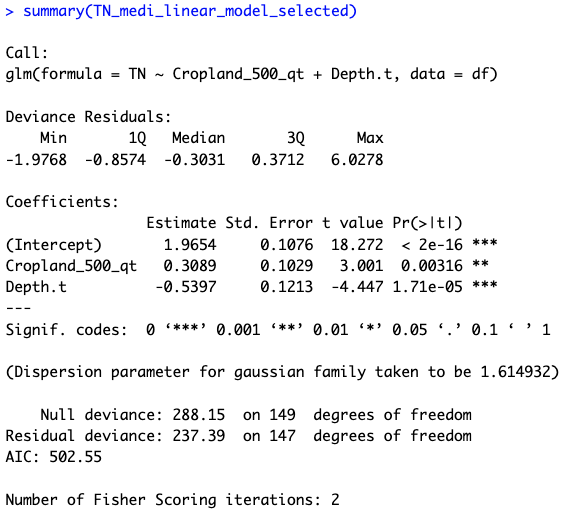 > summary(TN_medi_linear_model_selected)

Call:
glm(formula = TN ~ Cropland_500_qt + Depth.t, data = df)

Deviance Residuals:
    Min       1Q   Median       3Q      Max
-1.9768  -0.8574  -0.3031   0.3712   6.0278

Coefficients:
                Estimate Std. Error t value Pr(>|t|)
(Intercept)       1.9654     0.1076  18.272  < 2e-16 ***
Cropland_500_qt   0.3089     0.1029   3.001  0.00316 **
Depth.t          -0.5397     0.1213  -4.447 1.71e-05 ***
---
Signif. codes:  0 ‘***’ 0.001 ‘**’ 0.01 ‘*’ 0.05 ‘.’ 0.1 ‘ ’ 1

(Dispersion parameter for gaussian family taken to be 1.614932)

    Null deviance: 288.15  on 149  degrees of freedom
Residual deviance: 237.39  on 147  degrees of freedom
AIC: 502.55

Number of Fisher Scoring iterations: 2